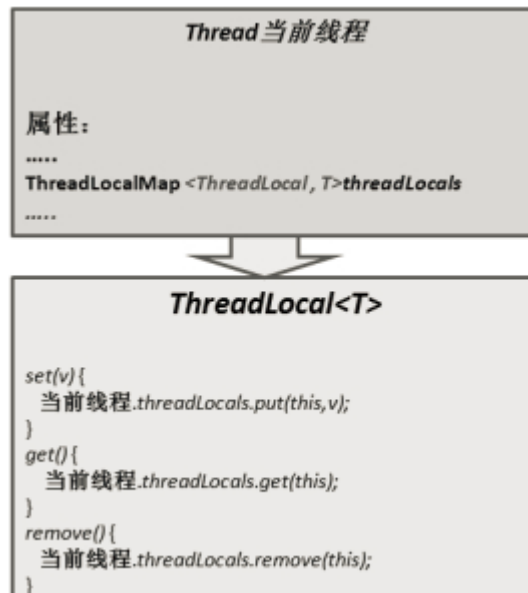 Thread当前线程
属性：
.....
ThreadLocalMap <ThreadLocal, T>threadLocals
.....
ThreadLocal<T>
set(v){
当前线程.threadLocals.put(this,v);
}
get(){
当前线程.threadLocals.get(this);
}
remove(){
当前线程.threadLocals.remove(this);
}